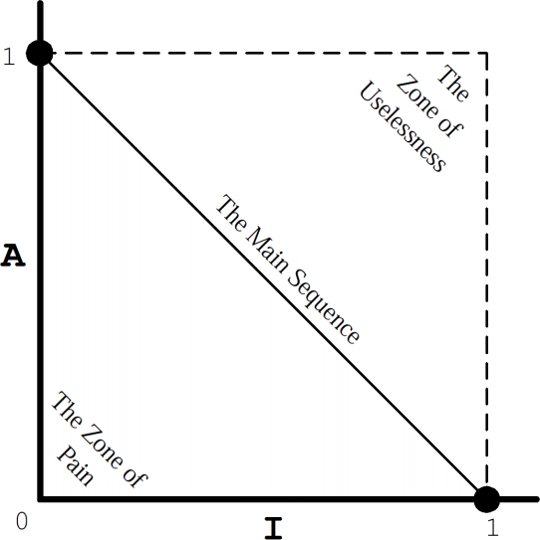 1
The
Zone of
Uselessness
The Main Sequence
A
The Zone of
Pain
0
I
1